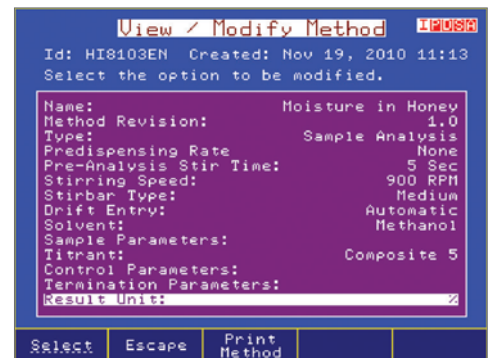 View / Modify Method
Id: HI8103EN Created: Nov 19, 2010 11:13
Select the option to be modified.
Name: Moisture in Honey
Method Revision: 1.0
Type: Sample Analysis
Predispensing Rate None
Pre-Analysis Stir Time: 5 Sec
Stirring Speed: 900 RPM
Stirbar Type: Medium
Drift Entry: Automatic
Solvent: Methanol
Sample Parameters:
Titrant: Composite 5
Control Parameters:
Termination Parameters:
Result Unit: %
Select Escape Print
Method